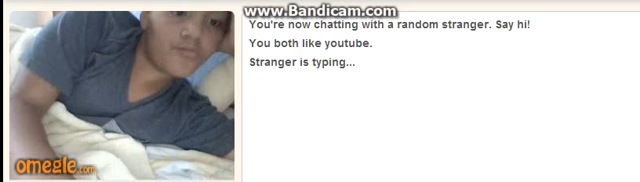 www.Bandicam.com
You're now chatting with a random stranger. Say hi!
You both like youtube.
Stranger is typing...
omegle.com